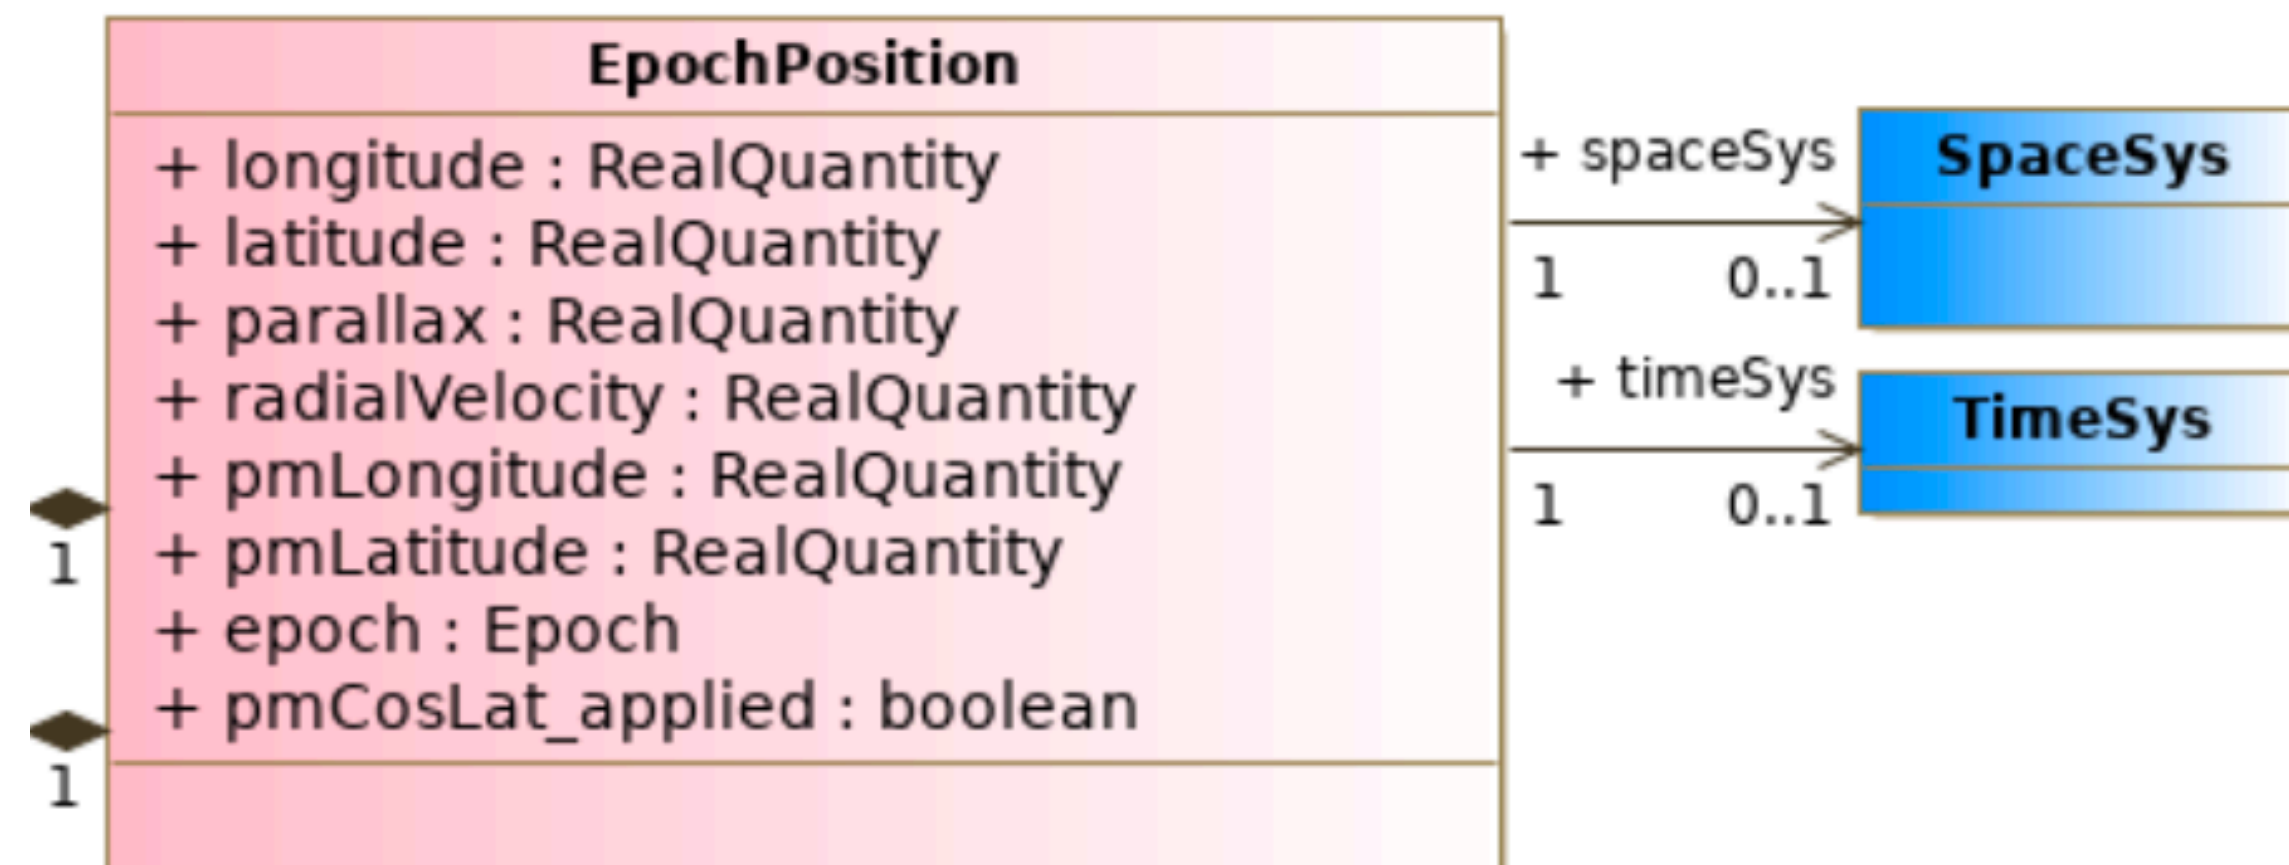 EpochPosition
+ longitude : RealQuantity
+ latitude : RealQuantity
+ parallax : RealQuantity
+ radialVelocity : RealQuantity
+ pmLongitude : RealQuantity
+ pmLatitude : RealQuantity
+ epoch : Epoch
+ pmCosLat_applied : boolean
1
1
+ spaceSys
1 0..1
SpaceSys
+ timeSys
1 0..1
TimeSys